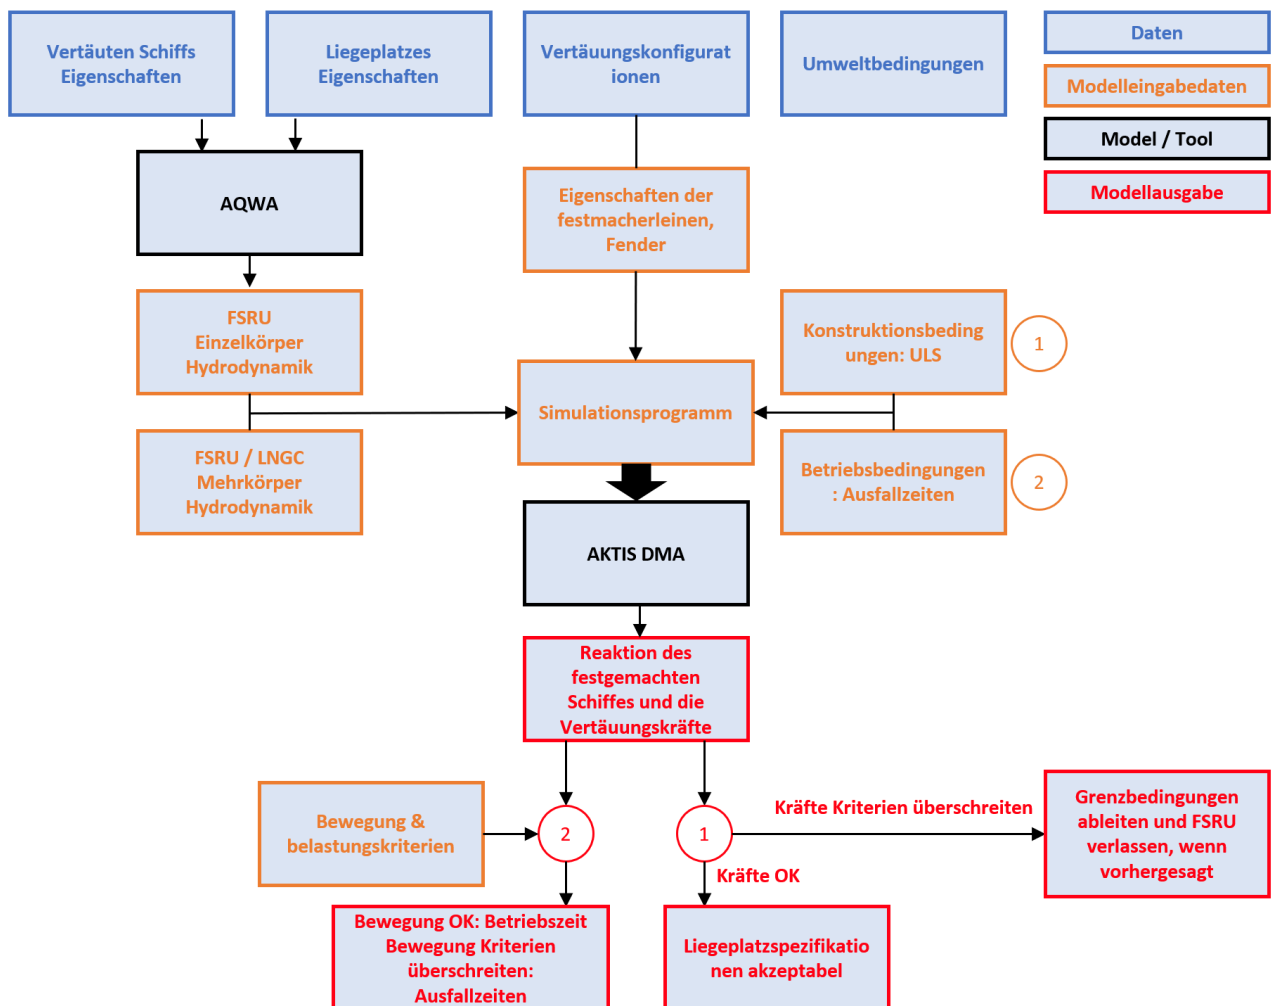 Vertäuten Schiffs
Eigenschaften
Liegeplatzes
Eigenschaften
Vertäuungskonfigurat
ionen
Umweltbedingungen
Daten
Modelleingabedaten
Model / Tool
Modellausgabe
AQWA
Eigenschaften der
festmacherleinen,
Fender
FSRU
Einzelkörper
Hydrodynamik
Konstruktionsbeding
ungen: ULS
1
Simulationsprogramm
FSRU / LNGC
Mehrkörper
Hydrodynamik
Betriebsbedingungen
: Ausfallzeiten
2
AKTIS DMA
Reaktion des
festgemachten
Schiffes und die
Vertäuungskräfte
Bewegung &
belastungskriterien
2
1
Kräfte Kriterien überschreiten
Grenzbedingungen
ableiten und FSRU
verlassen, wenn
vorhergesagt
Kräfte OK
Bewegung OK: Betriebszeit
Bewegung Kriterien
überschreiten:
Ausfallzeiten
Liegeplatzspezifikatio
nen akzeptabel